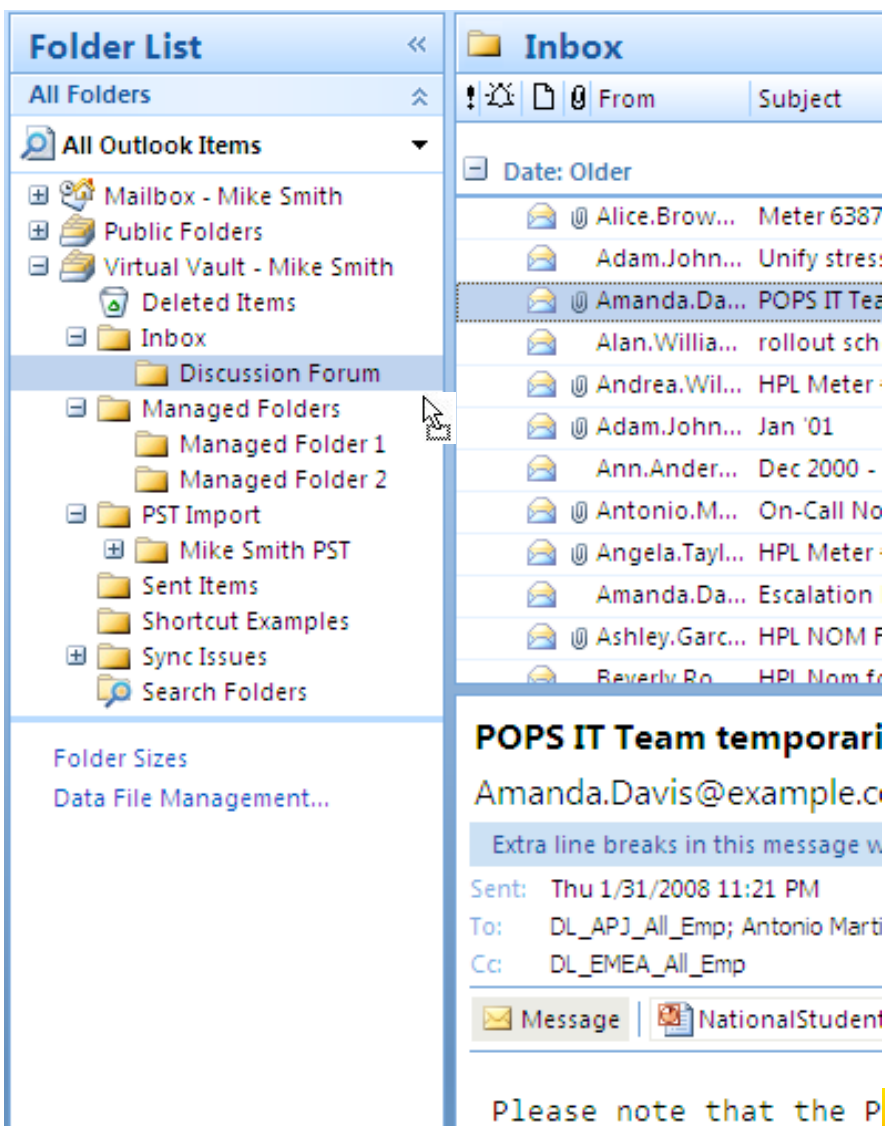 Folder List
All Folders
All Outlook Items
Mailbox - Mike Smith
Public Folders
Virtual Vault - Mike Smith
Deleted Items
Inbox
Discussion Forum
Managed Folders
Managed Folder 1
Managed Folder 2
PST Import
Mike Smith PST
Sent Items
Shortcut Examples
Sync Issues
Search Folders
Folder Sizes
Data File Management...
Inbox
From Subject
Date: Older
Alice.Brow... Meter 6387
Adam.John... Unify stress
Amanda.Da... POPS IT Tea
Alan.Willia... rollout sch
Andrea.Wil... HPL Meter
Adam.John... Jan '01
Ann.Ander... Dec 2000 -
Antonio.M... On-Call No
Angela.Tayl... HPL Meter
Amanda.Da... Escalation
Ashley.Garc... HPL NOM F
Beverly.Ro... HPL Nom fo
POPS IT Team temporari
Amanda.Davis@example.co
Extra line breaks in this message w
Sent: Thu 1/31/2008 11:21 PM
To: DL_APJ_All_Emp; Antonio Marti
Cc: DL_EMEA_All_Emp
Message NationalStudent
Please note that the P